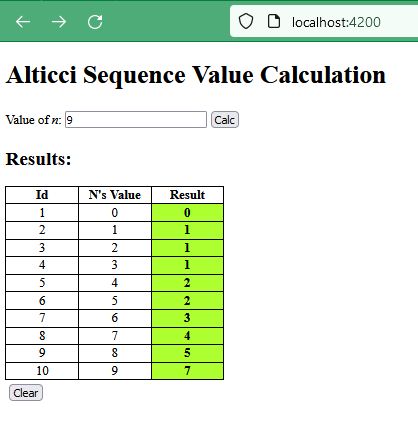 localhost:4200
Alticci Sequence Value Calculation
Value of n: 9 Calc
Results:
Id N's Value Result
1 0 0
2 1 1
3 2 1
4 3 1
5 4 2
6 5 2
7 6 3
8 7 4
9 8 5
10 9 7
Clear